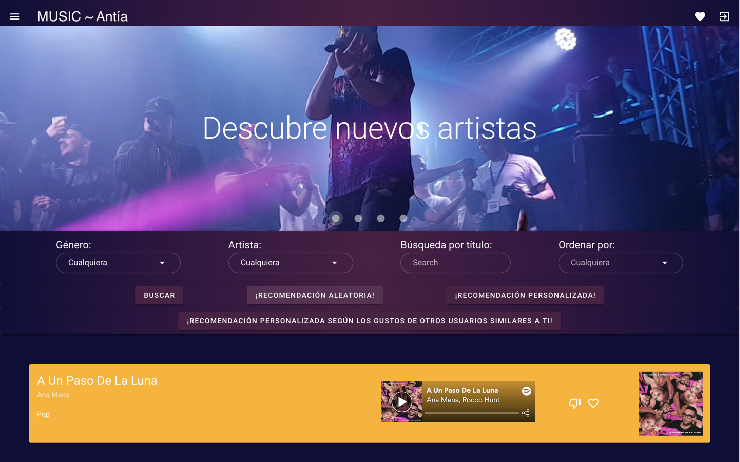 MUSIC ~ Antía
Descubre nuevos artistas
Género:
Artista:
Búsqueda por título:
Ordenar por:
Cualquiera
Cualquiera
Search
Cualquiera
BUSCAR
¡RECOMENDACIÓN ALEATORIA!
¡RECOMENDACIÓN PERSONALIZADA!
¡RECOMENDACIÓN PERSONALIZADA SEGÚN LOS GUSTOS DE OTROS USUARIOS SIMILARES A TI!
A Un Paso De La Luna
Ana Mena
Pop
A Un Paso De La Luna
Ana Mena, Rocco Hunt